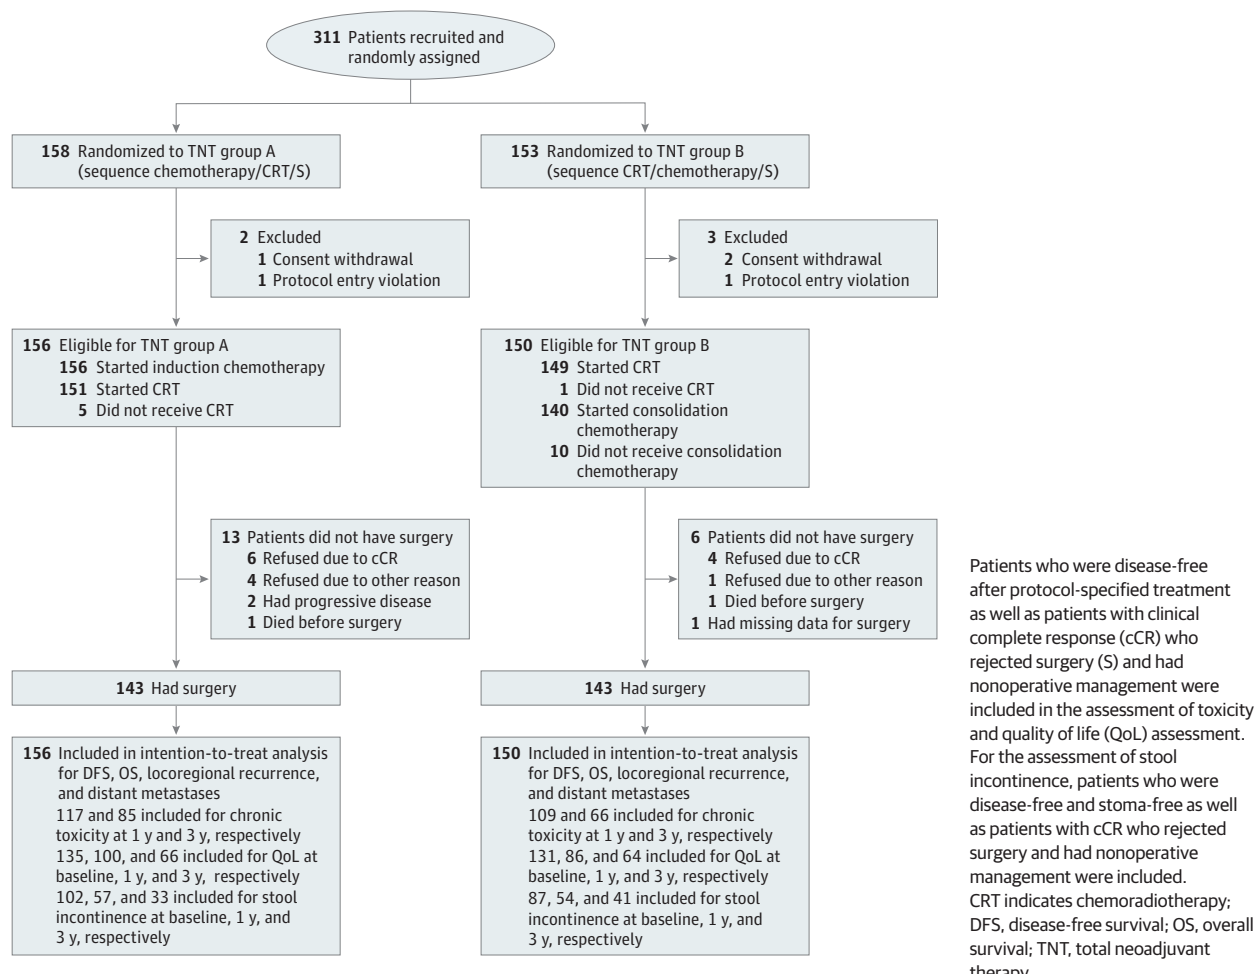 311 Patients recruited and
randomly assigned
158 Randomized to TNT group A
(sequence chemotherapy/CRT/S)
153 Randomized to TNT group B
(sequence CRT/chemotherapy/S)
2 Excluded
1 Consent withdrawal
1 Protocol entry violation
3 Excluded
2 Consent withdrawal
1 Protocol entry violation
156 Eligible for TNT group A
156 Started induction chemotherapy
151 Started CRT
5 Did not receive CRT
150 Eligible for TNT group B
149 Started CRT
1 Did not receive CRT
140 Started consolidation
chemotherapy
10 Did not receive consolidation
chemotherapy
13 Patients did not have surgery
6 Refused due to cCR
4 Refused due to other reason
2 Had progressive disease
1 Died before surgery
6 Patients did not have surgery
4 Refused due to cCR
1 Refused due to other reason
1 Died before surgery
1 Had missing data for surgery
143 Had surgery
143 Had surgery
156 Included in intention-to-treat analysis
for DFS, OS, locoregional recurrence,
and distant metastases
117 and 85 included for chronic
toxicity at 1 y and 3 y, respectively
135, 100, and 66 included for QoL at
baseline, 1 y, and 3 y, respectively
102, 57, and 33 included for stool
incontinence at baseline, 1 y, and
3 y, respectively
150 Included in intention-to-treat analysis
for DFS, OS, locoregional recurrence,
and distant metastases
109 and 66 included for chronic
toxicity at 1 y and 3 y, respectively
131, 86, and 64 included for QoL at
baseline, 1 y, and 3 y, respectively
87, 54, and 41 included for stool
incontinence at baseline, 1 y, and
3 y, respectively
Patients who were disease-free
after protocol-specified treatment
as well as patients with clinical
complete response (cCR) who
rejected surgery (S) and had
nonoperative management were
included in the assessment of toxicity
and quality of life (QoL) assessment.
For the assessment of stool
incontinence, patients who were
disease-free and stoma-free as well
as patients with cCR who rejected
surgery and had nonoperative
management were included.
CRT indicates chemoradiotherapy;
DFS, disease-free survival; OS, overall
survival; TNT, total neoadjuvant
therapy